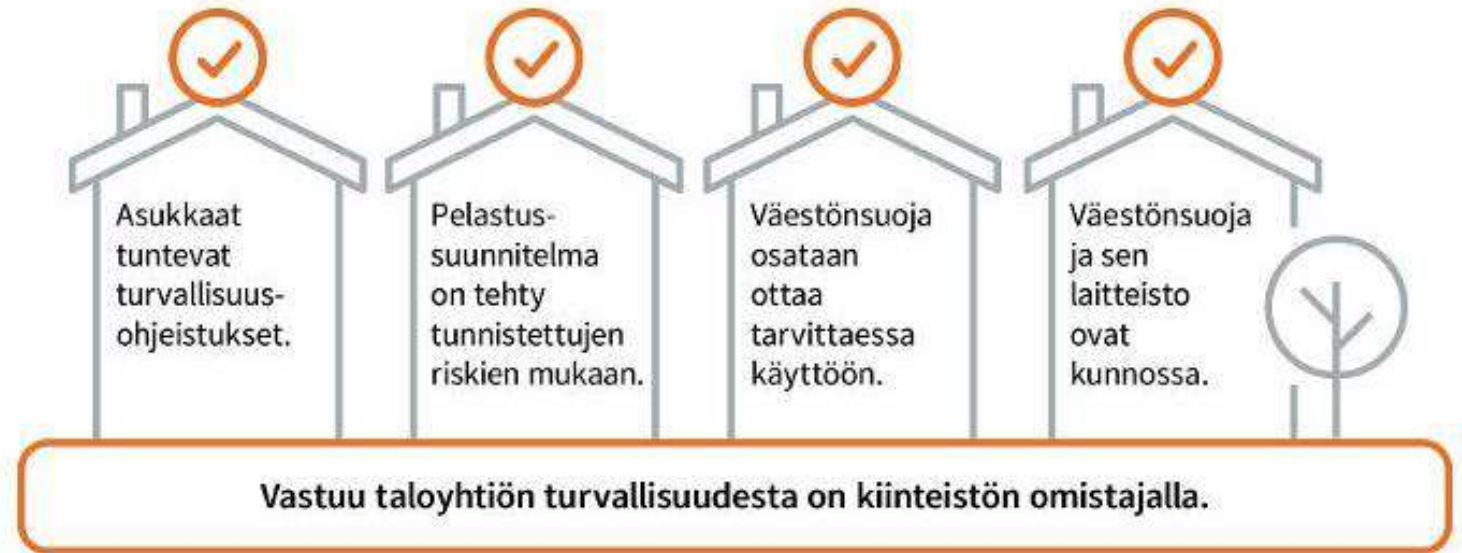 Asukkaat
tuntevat
turvallisuus-
ohjeistukset.
Pelastus-
suunnitelma
on tehty
tunnistettujen
riskien mukaan.
Väestönsuoja
osataan
ottaa
tarvittaessa
käyttöön.
Väestönsuoja
ja sen
laitteisto
ovat
kunnossa.
Vastuu taloyhtiön turvallisuudesta on kiinteistön omistajalla.